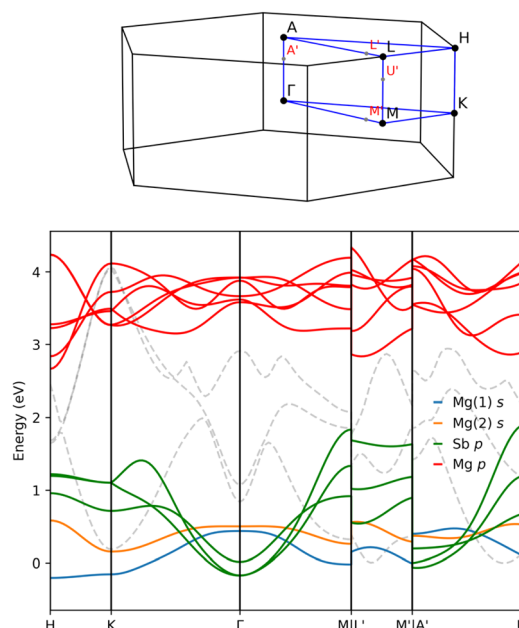 A
H
L'
L
A'
U'
Γ
K
M'
M
4
3
2
1
0
Energy (eV)
Mg(1) s
Mg(2) s
Sb p
Mg p
H
K
Γ
M|L'
M'|A'